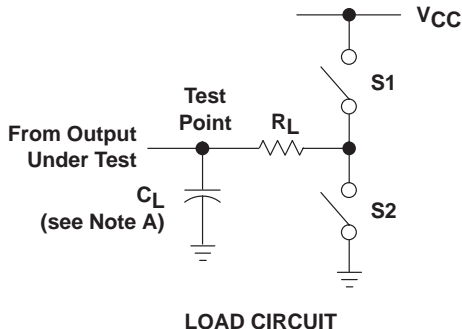 VCC
S1
Test
Point
RL
From Output
Under Test
CL
(see Note A)
S2
LOAD CIRCUIT